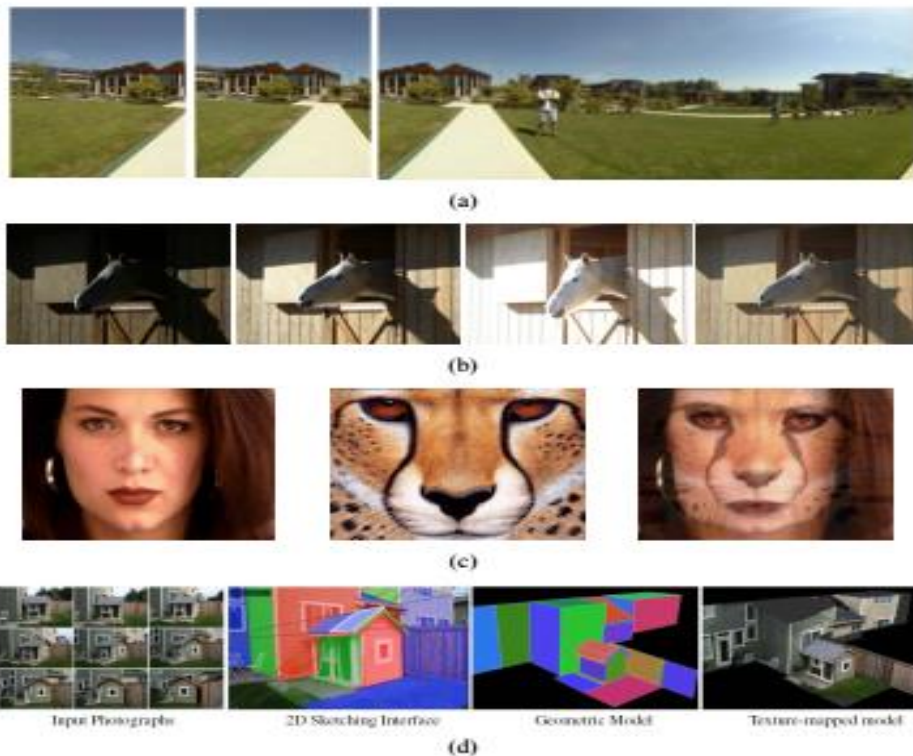 (a)
(b)
(c)
Input Photographs
2D Sketching Interface
Geometric Model
Texture-mapped model
(d)